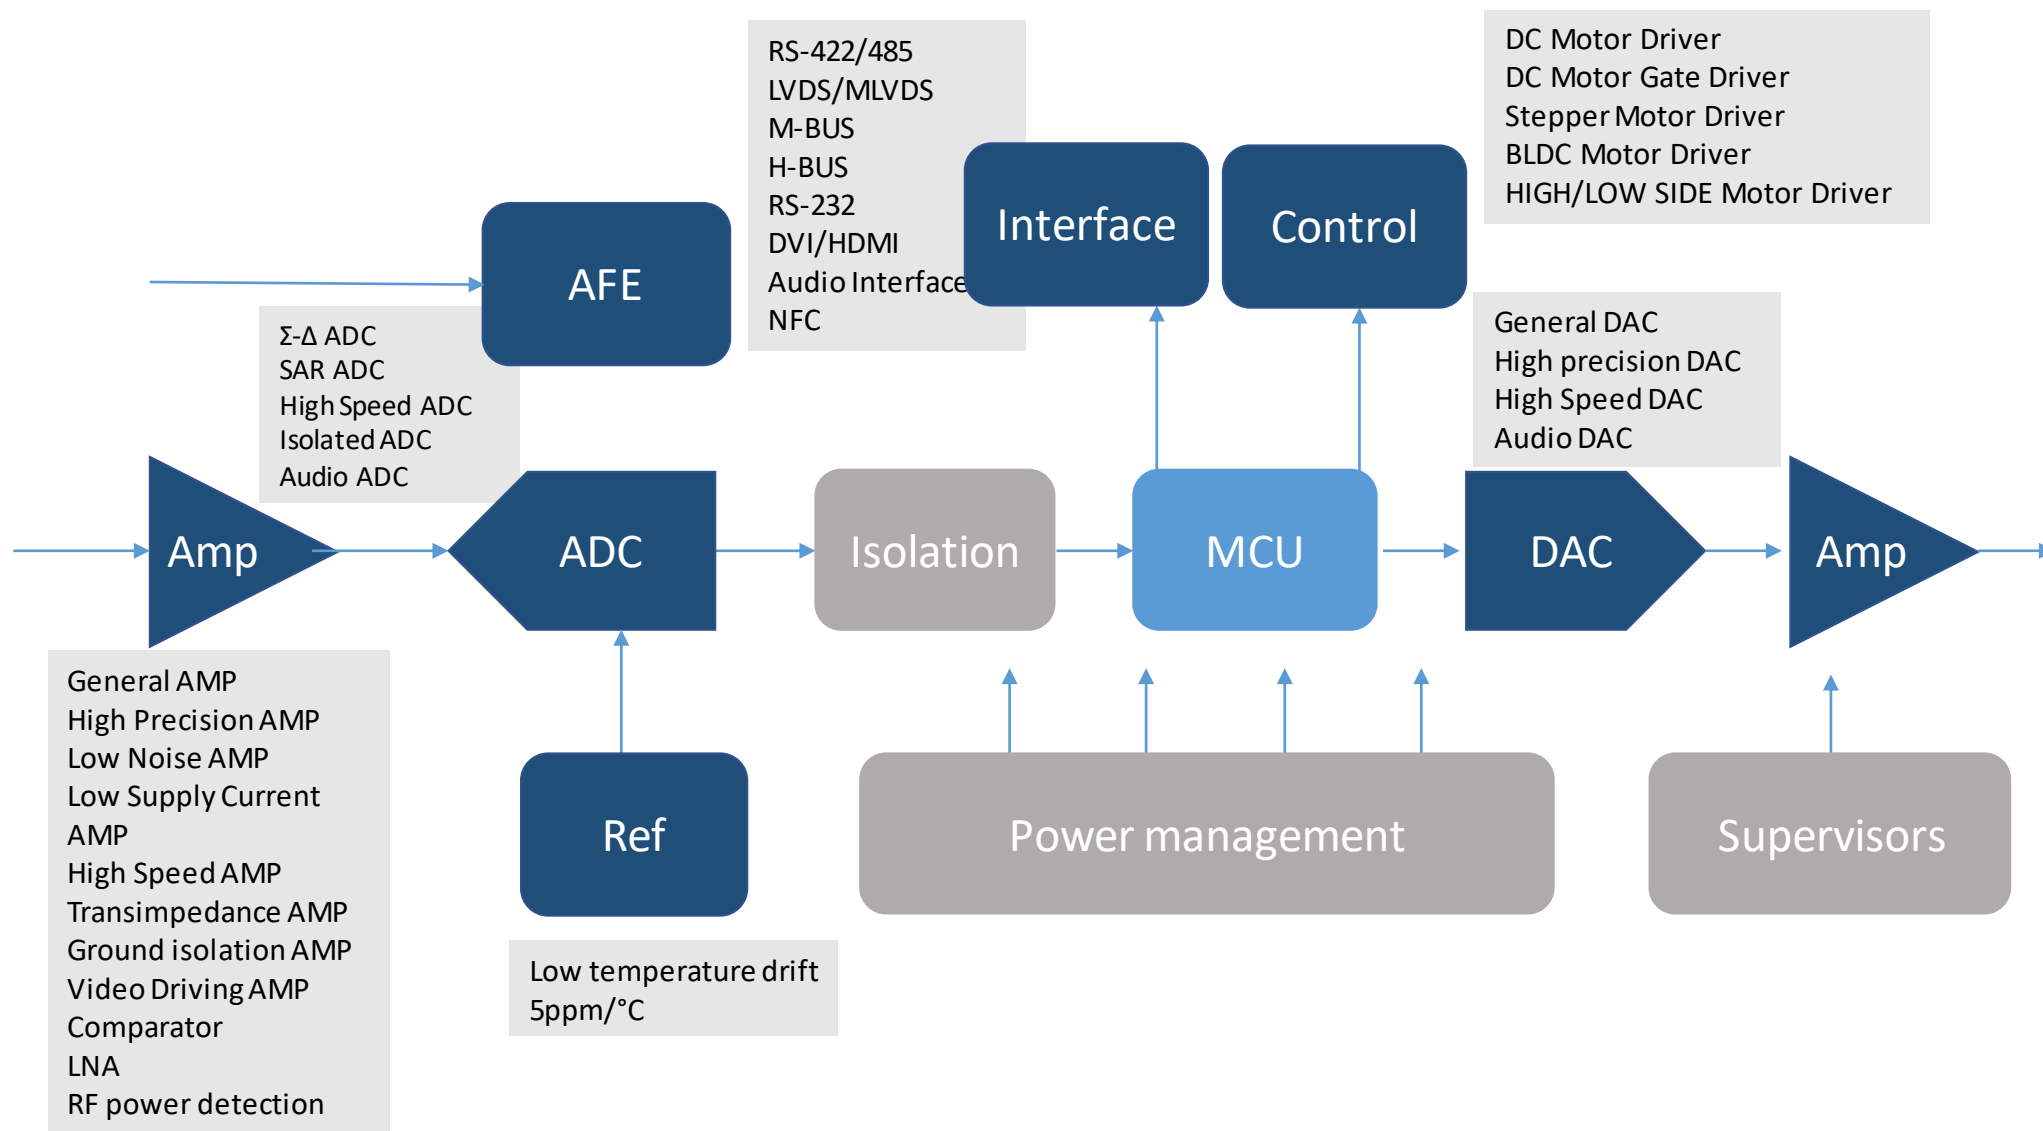 RS-422/485
LVDS/MLVDS
M-BUS
H-BUS
RS-232
DVI/HDMI
Audio Interface
NFC
Interface
Control
DC Motor Driver
DC Motor Gate Driver
Stepper Motor Driver
BLDC Motor Driver
HIGH/LOW SIDE Motor Driver
AFE
Σ-Δ ADC
SAR ADC
High Speed ADC
Isolated ADC
Audio ADC
General DAC
High precision DAC
High Speed DAC
Audio DAC
Amp
ADC
Isolation
MCU
DAC
Amp
General AMP
High Precision AMP
Low Noise AMP
Low Supply Current
AMP
High Speed AMP
Transimpedance AMP
Ground isolation AMP
Video Driving AMP
Comparator
LNA
RF power detection
Ref
Power management
Supervisors
Low temperature drift
5ppm/°C